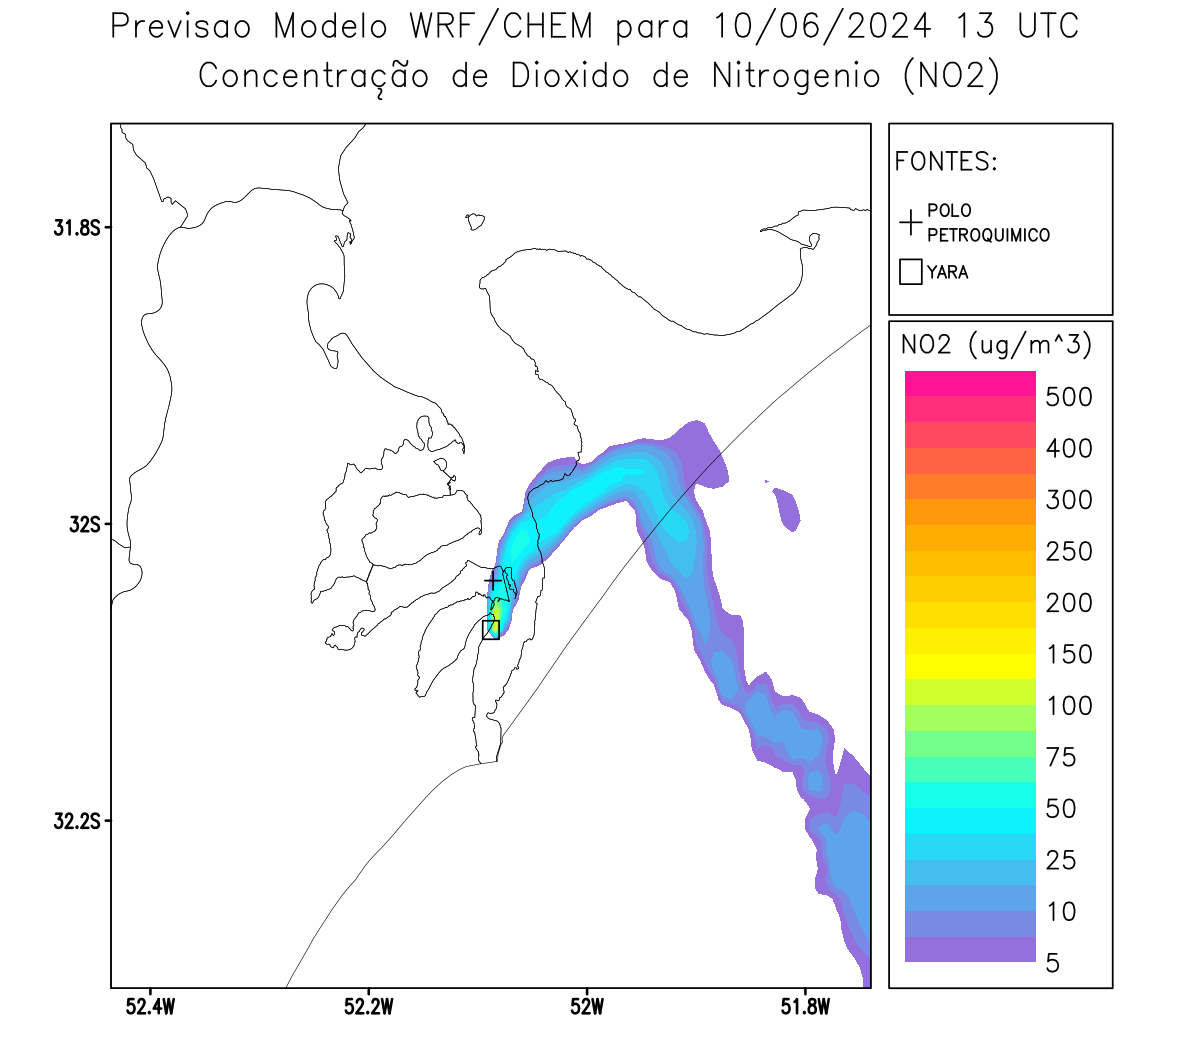 Previsao Modelo WRF/CHEM para 10/06/2024 13 UTC
Concentração de Dioxido de Nitrogenio (NO2)
FONTES:
POLO
PETROQUIMICO
YARA
NO2 (ug/m^3)
500
400
300
250
200
150
100
75
50
25
10
5
31.8S
32S
32.2S
52.4W
52.2W
52W
51.8W